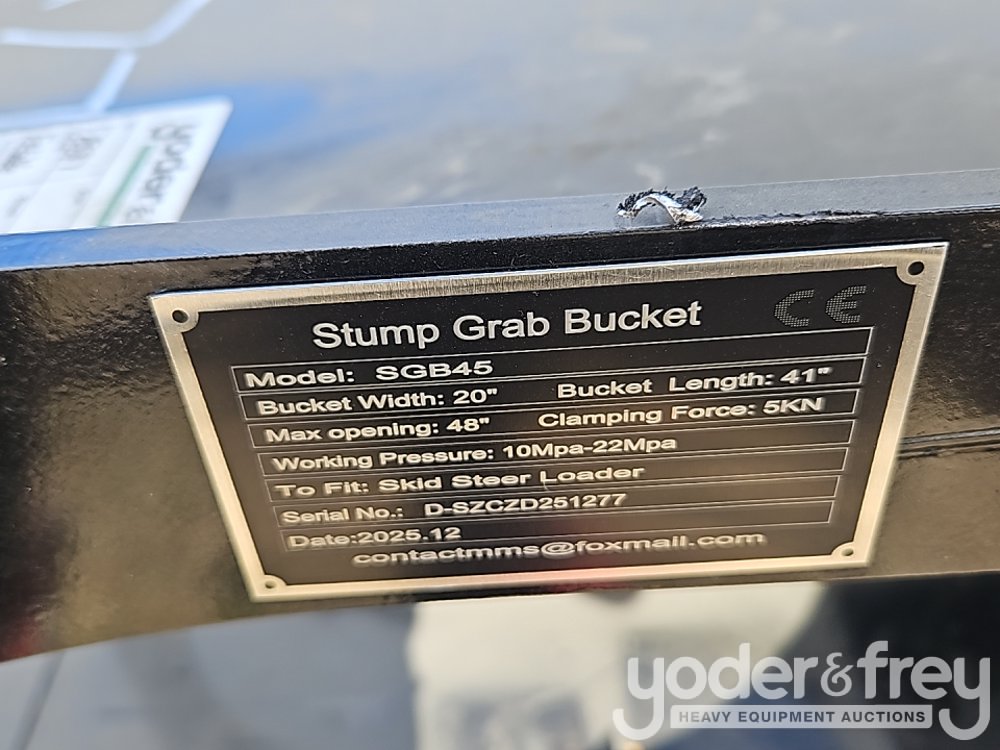 Stump Grab Bucket CE
Model: SGB45
Bucket Width: 20" Bucket Length: 41"
Max opening: 48" Clamping Force: 5KN
Working Pressure: 10Mpa-22Mpa
To Fit: Skid Steer Loader
Serial No.: D-SZCZD251277
Date:2025.12
contactmms@foxmail.com
yoder&frey
HEAVY EQUIPMENT AUCTIONS